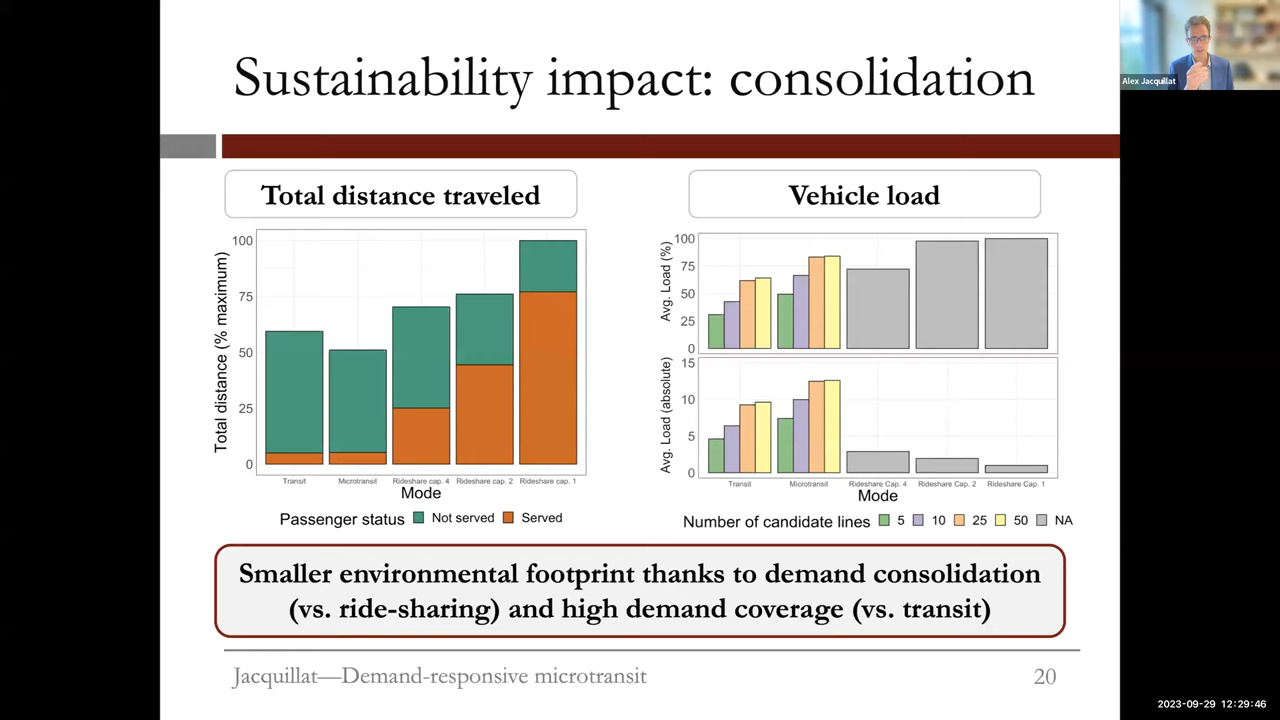 Sustainability impact: consolidation
Alex Jacquillat
Total distance traveled
Total distance (% maximum)
100
75
50
25
0
Transit Microtransit Rideshare cap. 4 Rideshare cap. 2 Rideshare cap. 1
Mode
Passenger status Not served Served
Vehicle load
Avg. Load (%)
100
75
50
25
0
Avg. Load (absolute)
15
10
5
0
Transit Microtransit Rideshare Cap. 4 Rideshare Cap. 2 Rideshare Cap. 1
Mode
Number of candidate lines 5 10 25 50 NA
Smaller environmental footprint thanks to demand consolidation
(vs. ride-sharing) and high demand coverage (vs. transit)
Jacquillat—Demand-responsive microtransit 20
2023-09-29 12:29:46